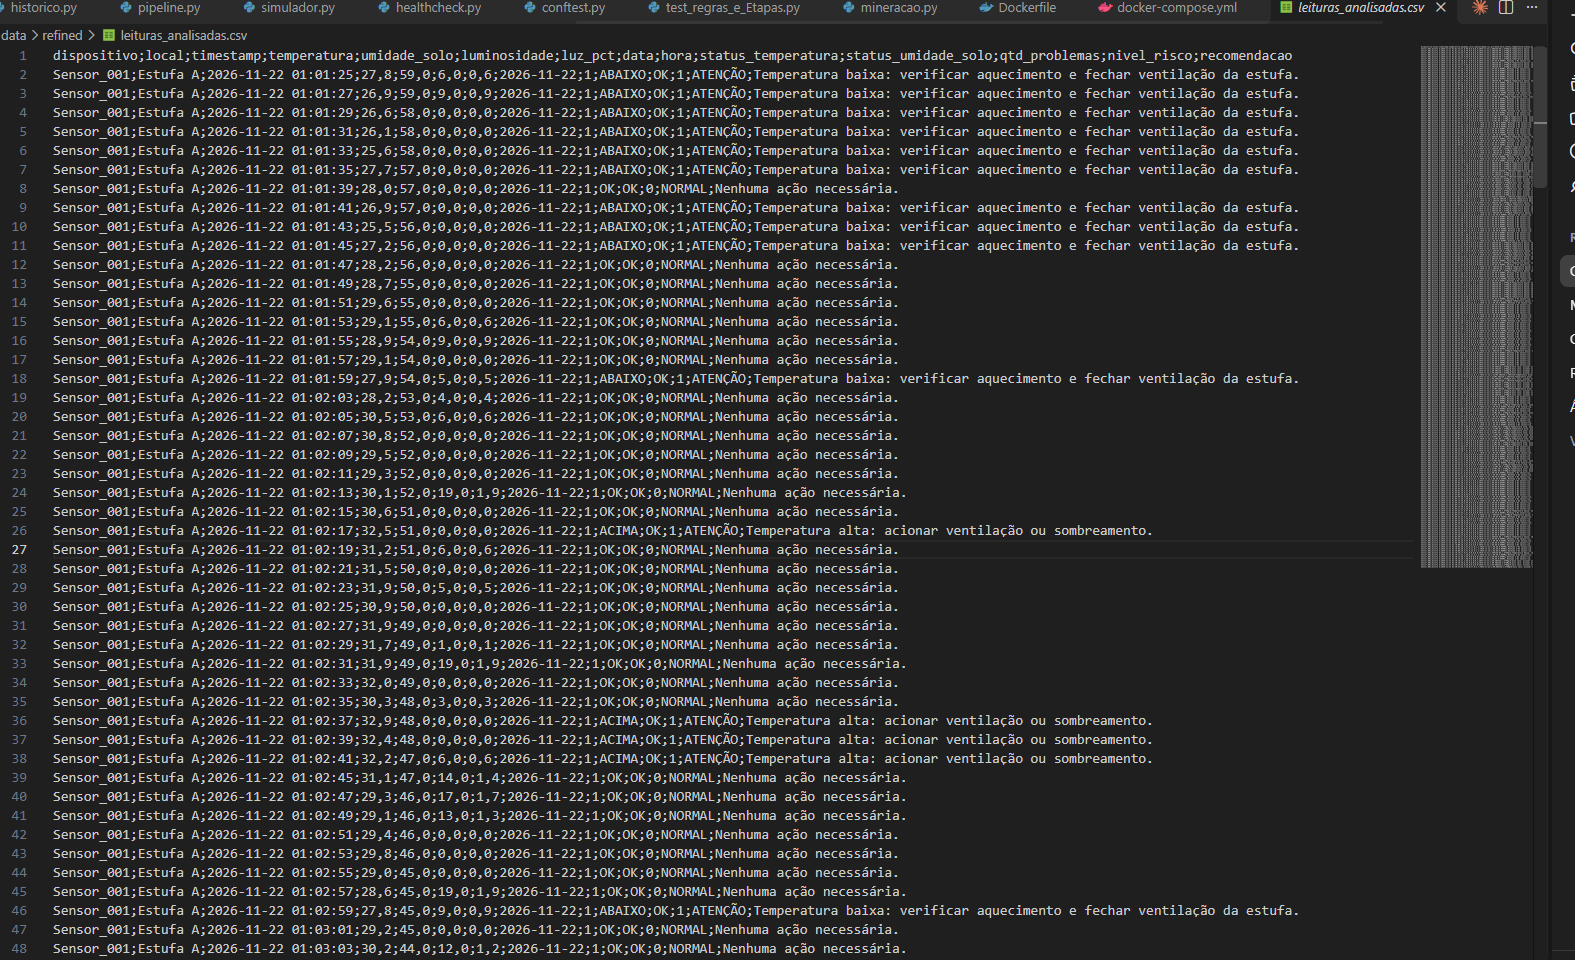 historico.py pipeline.py simulador.py healthcheck.py conftest.py test_regras_e_Etapas.py mineracao.py Dockerfile docker-compose.yml leituras_analisadas.csv
data > refined > leituras_analisadas.csv
1 dispositivo;local;timestamp;temperatura;umidade_solo;luminosidade;luz_pct;data;hora;status_temperatura;status_umidade_solo;qtd_problemas;nivel_risco;recomendacao
2 Sensor_001;Estufa A;2026-11-22 01:01:25;27,8;59,0;6,0;0,6;2026-11-22;1;ABAIXO;OK;1;ATENÇÃO;Temperatura baixa: verificar aquecimento e fechar ventilação da estufa.
3 Sensor_001;Estufa A;2026-11-22 01:01:27;26,9;59,0;9,0;0,9;2026-11-22;1;ABAIXO;OK;1;ATENÇÃO;Temperatura baixa: verificar aquecimento e fechar ventilação da estufa.
4 Sensor_001;Estufa A;2026-11-22 01:01:29;26,6;58,0;0,0;0,0;2026-11-22;1;ABAIXO;OK;1;ATENÇÃO;Temperatura baixa: verificar aquecimento e fechar ventilação da estufa.
5 Sensor_001;Estufa A;2026-11-22 01:01:31;26,1;58,0;0,0;0,0;2026-11-22;1;ABAIXO;OK;1;ATENÇÃO;Temperatura baixa: verificar aquecimento e fechar ventilação da estufa.
6 Sensor_001;Estufa A;2026-11-22 01:01:33;25,6;58,0;0,0;0,0;2026-11-22;1;ABAIXO;OK;1;ATENÇÃO;Temperatura baixa: verificar aquecimento e fechar ventilação da estufa.
7 Sensor_001;Estufa A;2026-11-22 01:01:35;27,7;57,0;0,0;0,0;2026-11-22;1;ABAIXO;OK;1;ATENÇÃO;Temperatura baixa: verificar aquecimento e fechar ventilação da estufa.
8 Sensor_001;Estufa A;2026-11-22 01:01:39;28,0;57,0;0,0;0,0;2026-11-22;1;OK;OK;0;NORMAL;Nenhuma ação necessária.
9 Sensor_001;Estufa A;2026-11-22 01:01:41;26,9;57,0;0,0;0,0;2026-11-22;1;ABAIXO;OK;1;ATENÇÃO;Temperatura baixa: verificar aquecimento e fechar ventilação da estufa.
10 Sensor_001;Estufa A;2026-11-22 01:01:43;25,5;56,0;0,0;0,0;2026-11-22;1;ABAIXO;OK;1;ATENÇÃO;Temperatura baixa: verificar aquecimento e fechar ventilação da estufa.
11 Sensor_001;Estufa A;2026-11-22 01:01:45;27,2;56,0;0,0;0,0;2026-11-22;1;ABAIXO;OK;1;ATENÇÃO;Temperatura baixa: verificar aquecimento e fechar ventilação da estufa.
12 Sensor_001;Estufa A;2026-11-22 01:01:47;28,2;56,0;0,0;0,0;2026-11-22;1;OK;OK;0;NORMAL;Nenhuma ação necessária.
13 Sensor_001;Estufa A;2026-11-22 01:01:49;28,7;55,0;0,0;0,0;2026-11-22;1;OK;OK;0;NORMAL;Nenhuma ação necessária.
14 Sensor_001;Estufa A;2026-11-22 01:01:51;29,6;55,0;0,0;0,0;2026-11-22;1;OK;OK;0;NORMAL;Nenhuma ação necessária.
15 Sensor_001;Estufa A;2026-11-22 01:01:53;29,1;55,0;6,0;0,6;2026-11-22;1;OK;OK;0;NORMAL;Nenhuma ação necessária.
16 Sensor_001;Estufa A;2026-11-22 01:01:55;28,9;54,0;9,0;0,9;2026-11-22;1;OK;OK;0;NORMAL;Nenhuma ação necessária.
17 Sensor_001;Estufa A;2026-11-22 01:01:57;29,1;54,0;0,0;0,0;2026-11-22;1;OK;OK;0;NORMAL;Nenhuma ação necessária.
18 Sensor_001;Estufa A;2026-11-22 01:01:59;27,9;54,0;5,0;0,5;2026-11-22;1;ABAIXO;OK;1;ATENÇÃO;Temperatura baixa: verificar aquecimento e fechar ventilação da estufa.
19 Sensor_001;Estufa A;2026-11-22 01:02:03;28,2;53,0;4,0;0,4;2026-11-22;1;OK;OK;0;NORMAL;Nenhuma ação necessária.
20 Sensor_001;Estufa A;2026-11-22 01:02:05;30,5;53,0;6,0;0,6;2026-11-22;1;OK;OK;0;NORMAL;Nenhuma ação necessária.
21 Sensor_001;Estufa A;2026-11-22 01:02:07;30,8;52,0;0,0;0,0;2026-11-22;1;OK;OK;0;NORMAL;Nenhuma ação necessária.
22 Sensor_001;Estufa A;2026-11-22 01:02:09;29,5;52,0;0,0;0,0;2026-11-22;1;OK;OK;0;NORMAL;Nenhuma ação necessária.
23 Sensor_001;Estufa A;2026-11-22 01:02:11;29,3;52,0;0,0;0,0;2026-11-22;1;OK;OK;0;NORMAL;Nenhuma ação necessária.
24 Sensor_001;Estufa A;2026-11-22 01:02:13;30,1;52,0;19,0;1,9;2026-11-22;1;OK;OK;0;NORMAL;Nenhuma ação necessária.
25 Sensor_001;Estufa A;2026-11-22 01:02:15;30,6;51,0;0,0;0,0;2026-11-22;1;OK;OK;0;NORMAL;Nenhuma ação necessária.
26 Sensor_001;Estufa A;2026-11-22 01:02:17;32,5;51,0;0,0;0,0;2026-11-22;1;ACIMA;OK;1;ATENÇÃO;Temperatura alta: acionar ventilação ou sombreamento.
27 Sensor_001;Estufa A;2026-11-22 01:02:19;31,2;51,0;6,0;0,6;2026-11-22;1;OK;OK;0;NORMAL;Nenhuma ação necessária.
28 Sensor_001;Estufa A;2026-11-22 01:02:21;31,5;50,0;0,0;0,0;2026-11-22;1;OK;OK;0;NORMAL;Nenhuma ação necessária.
29 Sensor_001;Estufa A;2026-11-22 01:02:23;31,9;50,0;5,0;0,5;2026-11-22;1;OK;OK;0;NORMAL;Nenhuma ação necessária.
30 Sensor_001;Estufa A;2026-11-22 01:02:25;30,9;50,0;0,0;0,0;2026-11-22;1;OK;OK;0;NORMAL;Nenhuma ação necessária.
31 Sensor_001;Estufa A;2026-11-22 01:02:27;31,9;49,0;0,0;0,0;2026-11-22;1;OK;OK;0;NORMAL;Nenhuma ação necessária.
32 Sensor_001;Estufa A;2026-11-22 01:02:29;31,7;49,0;1,0;0,1;2026-11-22;1;OK;OK;0;NORMAL;Nenhuma ação necessária.
33 Sensor_001;Estufa A;2026-11-22 01:02:31;31,9;49,0;19,0;1,9;2026-11-22;1;OK;OK;0;NORMAL;Nenhuma ação necessária.
34 Sensor_001;Estufa A;2026-11-22 01:02:33;32,0;49,0;0,0;0,0;2026-11-22;1;OK;OK;0;NORMAL;Nenhuma ação necessária.
35 Sensor_001;Estufa A;2026-11-22 01:02:35;30,3;48,0;3,0;0,3;2026-11-22;1;OK;OK;0;NORMAL;Nenhuma ação necessária.
36 Sensor_001;Estufa A;2026-11-22 01:02:37;32,9;48,0;0,0;0,0;2026-11-22;1;ACIMA;OK;1;ATENÇÃO;Temperatura alta: acionar ventilação ou sombreamento.
37 Sensor_001;Estufa A;2026-11-22 01:02:39;32,4;48,0;0,0;0,0;2026-11-22;1;ACIMA;OK;1;ATENÇÃO;Temperatura alta: acionar ventilação ou sombreamento.
38 Sensor_001;Estufa A;2026-11-22 01:02:41;32,2;47,0;6,0;0,6;2026-11-22;1;ACIMA;OK;1;ATENÇÃO;Temperatura alta: acionar ventilação ou sombreamento.
39 Sensor_001;Estufa A;2026-11-22 01:02:45;31,1;47,0;14,0;1,4;2026-11-22;1;OK;OK;0;NORMAL;Nenhuma ação necessária.
40 Sensor_001;Estufa A;2026-11-22 01:02:47;29,3;46,0;17,0;1,7;2026-11-22;1;OK;OK;0;NORMAL;Nenhuma ação necessária.
41 Sensor_001;Estufa A;2026-11-22 01:02:49;29,1;46,0;13,0;1,3;2026-11-22;1;OK;OK;0;NORMAL;Nenhuma ação necessária.
42 Sensor_001;Estufa A;2026-11-22 01:02:51;29,4;46,0;0,0;0,0;2026-11-22;1;OK;OK;0;NORMAL;Nenhuma ação necessária.
43 Sensor_001;Estufa A;2026-11-22 01:02:53;29,8;46,0;0,0;0,0;2026-11-22;1;OK;OK;0;NORMAL;Nenhuma ação necessária.
44 Sensor_001;Estufa A;2026-11-22 01:02:55;29,0;45,0;0,0;0,0;2026-11-22;1;OK;OK;0;NORMAL;Nenhuma ação necessária.
45 Sensor_001;Estufa A;2026-11-22 01:02:57;28,6;45,0;19,0;1,9;2026-11-22;1;OK;OK;0;NORMAL;Nenhuma ação necessária.
46 Sensor_001;Estufa A;2026-11-22 01:02:59;27,8;45,0;9,0;0,9;2026-11-22;1;ABAIXO;OK;1;ATENÇÃO;Temperatura baixa: verificar aquecimento e fechar ventilação da estufa.
47 Sensor_001;Estufa A;2026-11-22 01:03:01;29,2;45,0;0,0;0,0;2026-11-22;1;OK;OK;0;NORMAL;Nenhuma ação necessária.
48 Sensor_001;Estufa A;2026-11-22 01:03:03;30,2;44,0;12,0;1,2;2026-11-22;1;OK;OK;0;NORMAL;Nenhuma ação necessária.